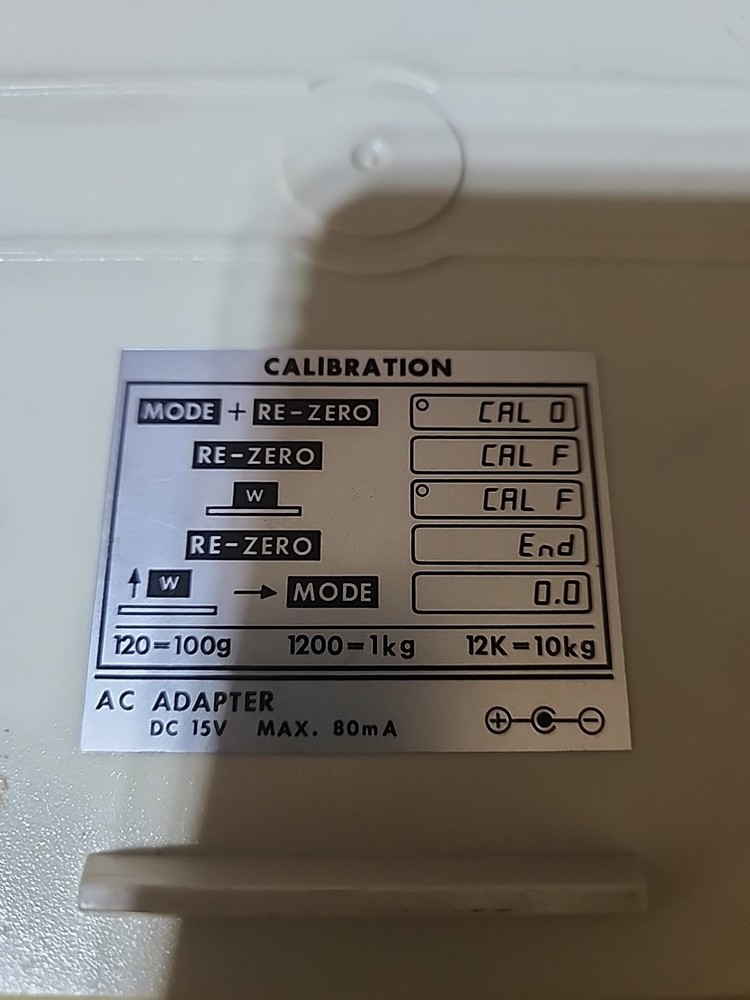 CALIBRATION
MODE + RE-ZERO CAL 0
RE-ZERO CAL F
W CAL F
RE-ZERO End
W → MODE 0.0
120=100g 1200=1kg 12K=10kg
AC ADAPTER
DC 15V MAX. 80mA